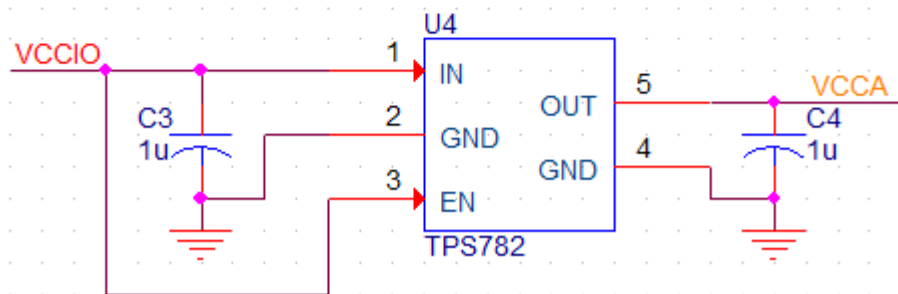 U4
VCCIO
1
IN
5
VCCA
OUT
C3
1u
2
GND
C4
1u
4
GND
3
EN
TPS782